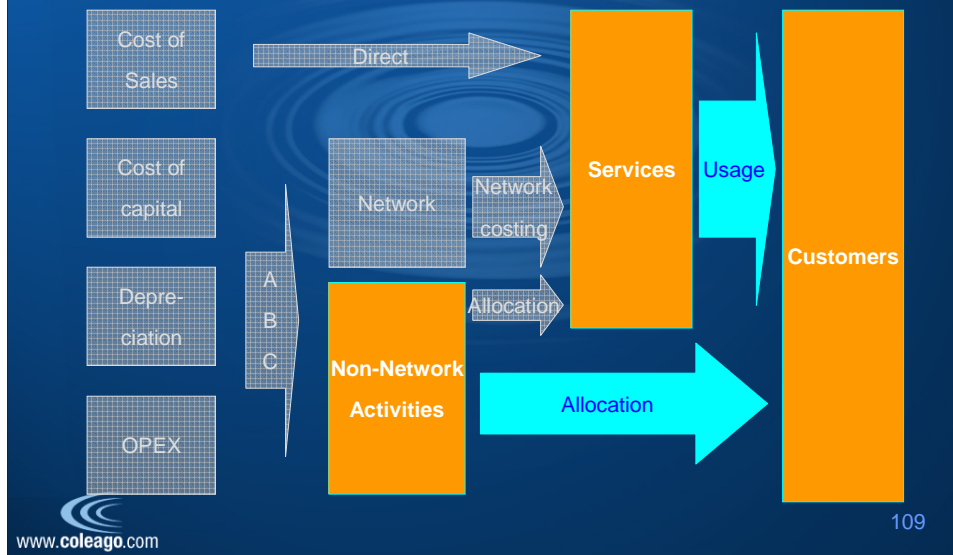 Cost of
Sales
Direct
Cost of
capital
Network
Network
costing
Services
Usage
Customers
Depre-
ciation
A
B
C
Allocation
Non-Network
Activities
Allocation
OPEX
www.coleago.com
109